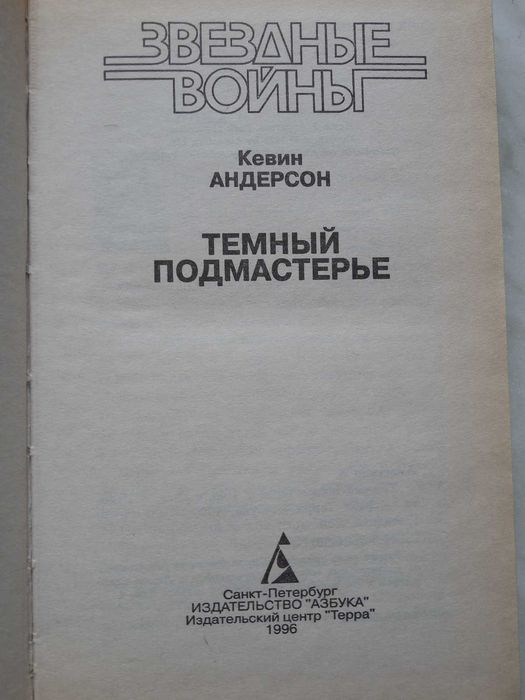 ЗВЕЗДНЫЕ
ВОЙНЫ
Кевин
АНДЕРСОН
ТЕМНЫЙ
ПОДМАСТЕРЬЕ
Санкт-Петербург
ИЗДАТЕЛЬСТВО "АЗБУКА"
Издательский центр "Терра"
1996